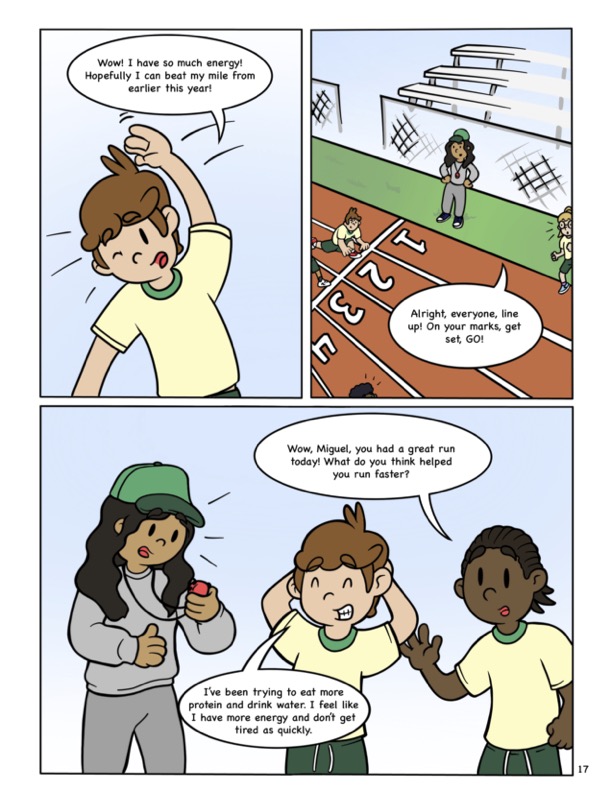 Wow! I have so much energy!
Hopefully I can beat my mile from
earlier this year!
1
2
3
4
Alright, everyone, line
up! On your marks, get
set, GO!
Wow, Miguel, you had a great run
today! What do you think helped
you run faster?
I've been trying to eat more
protein and drink water. I feel like
I have more energy and don't get
tired as quickly.
17